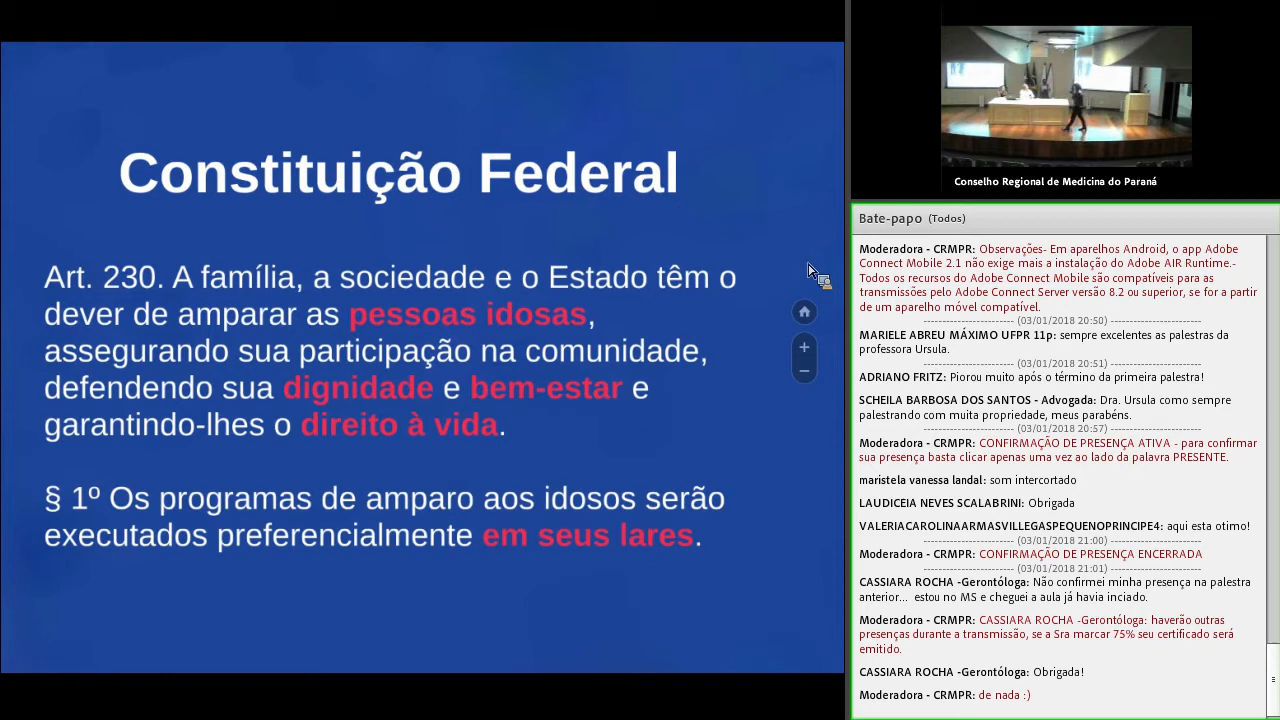 Constituição Federal
Art. 230. A família, a sociedade e o Estado têm o
dever de amparar as pessoas idosas,
assegurando sua participação na comunidade,
defendendo sua dignidade e bem-estar e
garantindo-lhes o direito à vida.
§ 1º Os programas de amparo aos idosos serão
executados preferencialmente em seus lares.
Conselho Regional de Medicina do Paraná
Bate-papo (Todos)
Moderadora - CRMPR: Observações- Em aparelhos Android, o app Adobe
Connect Mobile 2.1 não exige mais a instalação do Adobe AIR Runtime.-
Todos os recursos do Adobe Connect Mobile são compatíveis para as
transmissões pelo Adobe Connect Server versão 8.2 ou superior, se for a partir
de um aparelho móvel compatível.
----------------------- (03/01/2018 20:50) -----------------------
MARIELE ABREU MÁXIMO UFPR 11p: sempre excelentes as palestras da
professora Ursula.
----------------------- (03/01/2018 20:51) -----------------------
ADRIANO FRITZ: Piorou muito após o término da primeira palestra!
SCHEILA BARBOSA DOS SANTOS - Advogada: Dra. Ursula como sempre
palestrando com muita propriedade, meus parabéns.
----------------------- (03/01/2018 20:57) -----------------------
Moderadora - CRMPR: CONFIRMAÇÃO DE PRESENÇA ATIVA - para confirmar
sua presença basta clicar apenas uma vez ao lado da palavra PRESENTE.
maristela vanessa landal: som intercortado
LAUDICEIA NEVES SCALABRINI: Obrigada
VALERIACAROLINAARMASVILLEGASPEQUENOPRINCIPE4: aqui esta otimo!
----------------------- (03/01/2018 21:00) -----------------------
Moderadora - CRMPR: CONFIRMAÇÃO DE PRESENÇA ENCERRADA
----------------------- (03/01/2018 21:01) -----------------------
CASSIARA ROCHA -Gerontóloga: Não confirmei minha presença na palestra
anterior... estou no MS e cheguei a aula já havia inciado.
Moderadora - CRMPR: CASSIARA ROCHA -Gerontóloga: haverão outras
presenças durante a transmissão, se a Sra marcar 75% seu certificado será
emitido.
CASSIARA ROCHA -Gerontóloga: Obrigada!
Moderadora - CRMPR: de nada :)